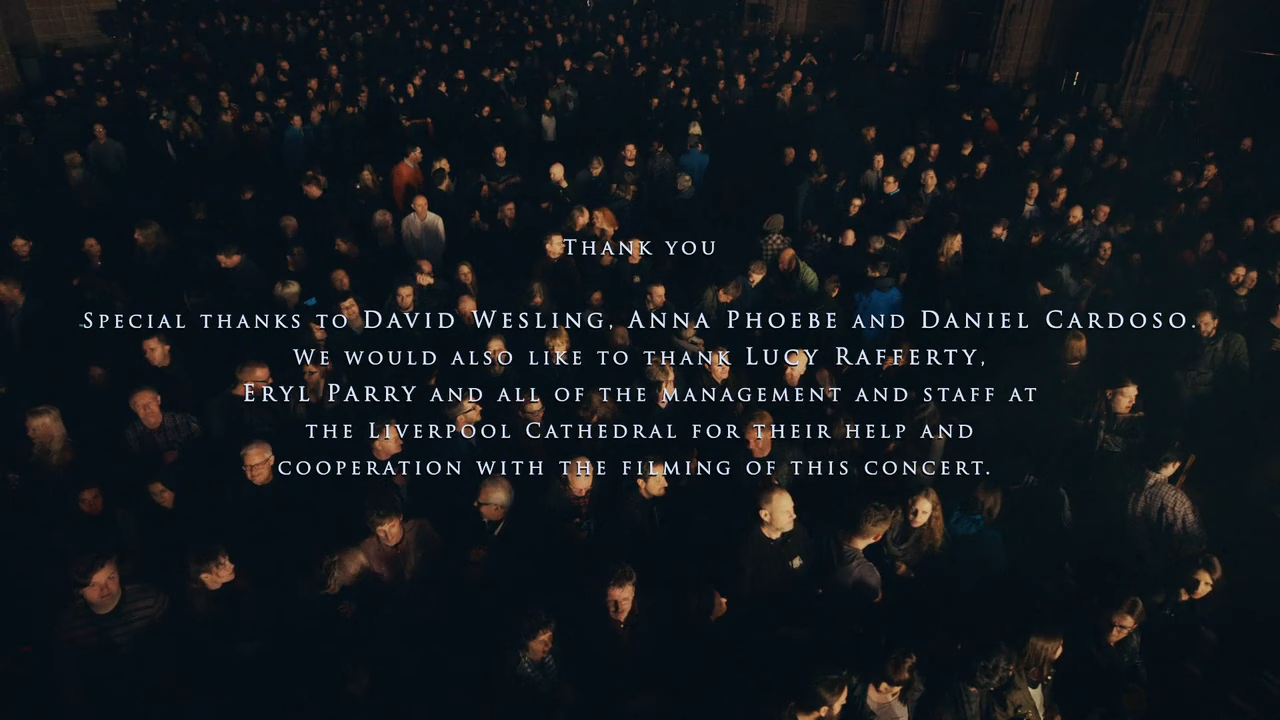 Thank you
Special thanks to David Wesling, Anna Phoebe and Daniel Cardoso.
We would also like to thank Lucy Rafferty,
Eryl Parry and all of the management and staff at
the Liverpool Cathedral for their help and
cooperation with the filming of this concert.